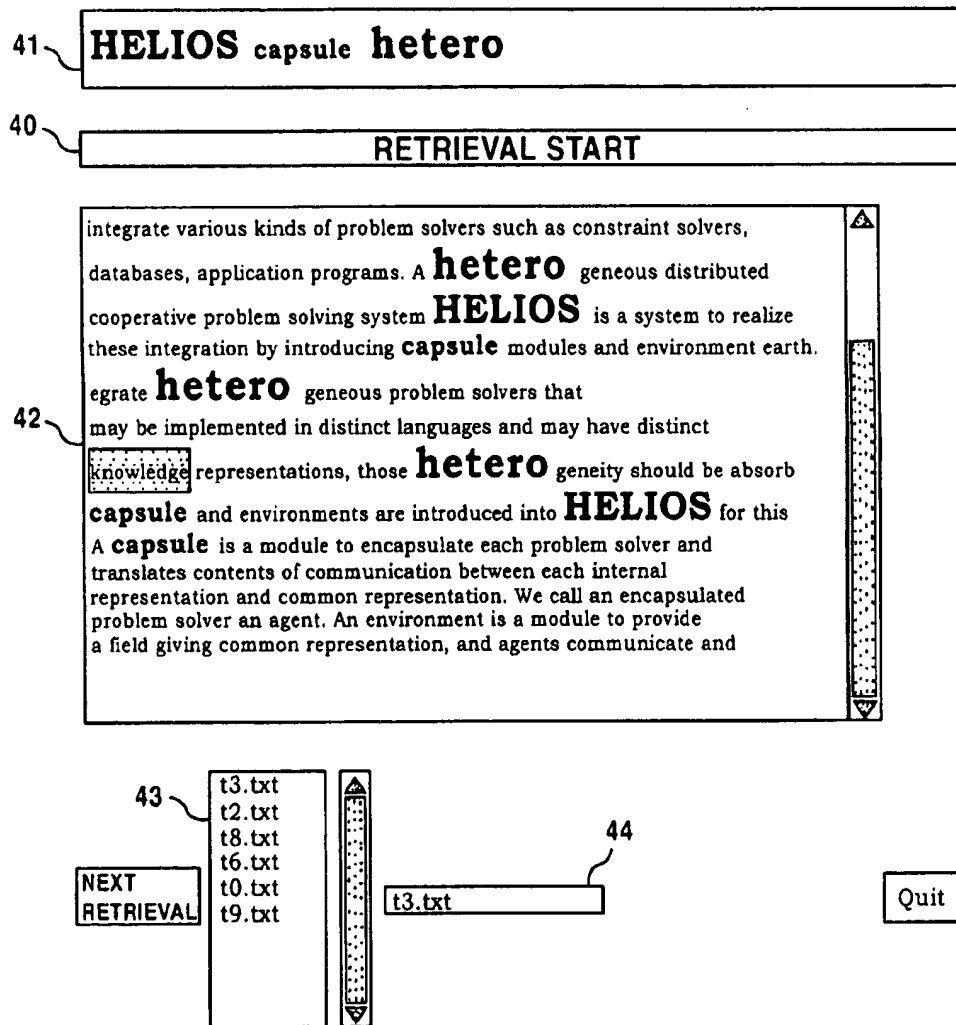 41 HELIOS capsule hetero
40 RETRIEVAL START
integrate various kinds of problem solvers such as constraint solvers,
databases, application programs. A hetero geneous distributed
cooperative problem solving system HELIOS is a system to realize
these integration by introducing capsule modules and environment earth.
egrate hetero geneous problem solvers that
42
may be implemented in distinct languages and may have distinct
knowledge representations, those hetero geneity should be absorb
capsule and environments are introduced into HELIOS for this
A capsule is a module to encapsulate each problem solver and
translates contents of communication between each internal
representation and common representation. We call an encapsulated
problem solver an agent. An environment is a module to provide
a field giving common representation, and agents communicate and
43
t3.txt
t2.txt
t8.txt
t6.txt
t0.txt
t9.txt
NEXT
RETRIEVAL
44
t3.txt
Quit